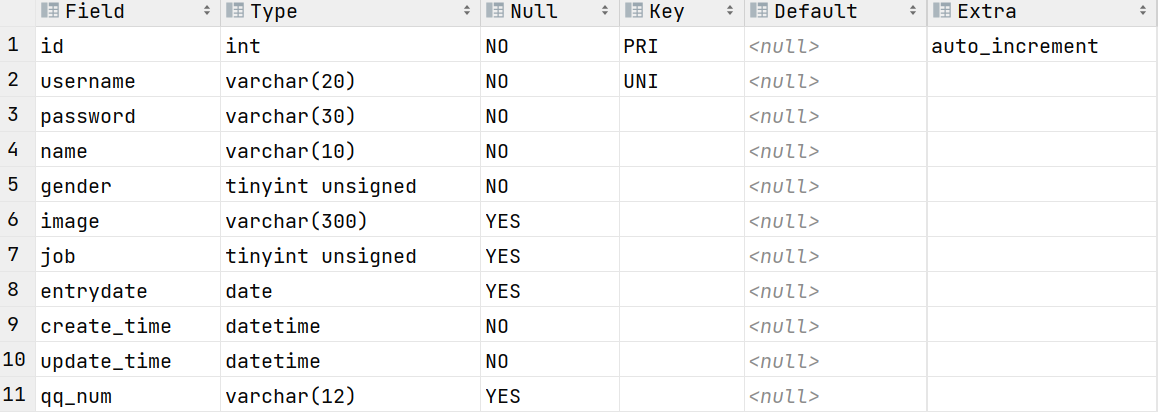 Field Type Null Key Default Extra
1 id int NO PRI <null> auto_increment
2 username varchar(20) NO UNI <null>
3 password varchar(30) NO <null>
4 name varchar(10) NO <null>
5 gender tinyint unsigned NO <null>
6 image varchar(300) YES <null>
7 job tinyint unsigned YES <null>
8 entrydate date YES <null>
9 create_time datetime NO <null>
10 update_time datetime NO <null>
11 qq_num varchar(12) YES <null>